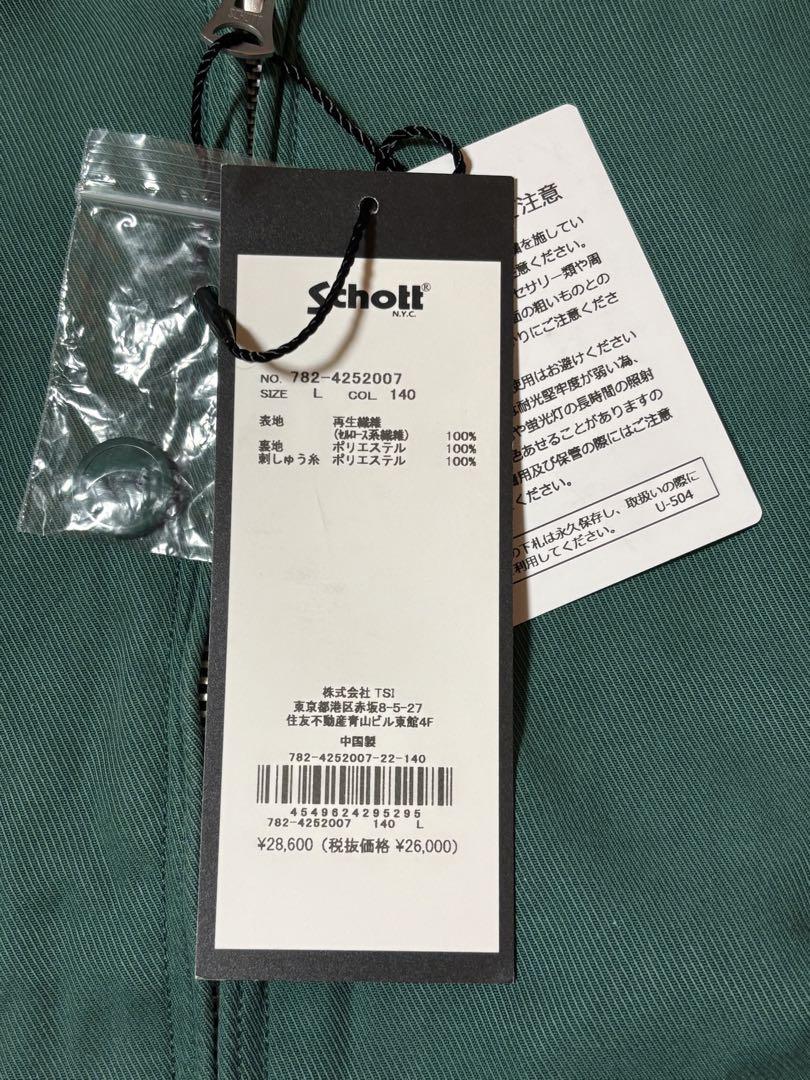 SCHOTT
Schott®
N.Y.C.
NO. 782-4252007
SIZE L COL 140
表地 再生繊維
(セルロース系繊維) 100%
裏地 ポリエステル 100%
刺しゅう糸 ポリエステル 100%
株式会社 TSI
東京都港区赤坂8-5-27
住友不動産青山ビル東館4F
中国製
782-4252007-22-140
4549624295295
782-4252007 140 L
¥28,600 (税抜価格 ¥26,000)
ご注意
を施してい
意ください。
セサリー類や周
面の粗いものとの
りにご注意くださ
使用はお避けください
耐光堅牢度が弱い為、
や蛍光灯の長時間の照射
色あせることがありますの
着用及び保管の際にはご注意
ください。
の下札は永久保存し、取扱いの際に
利用してください。 U-504